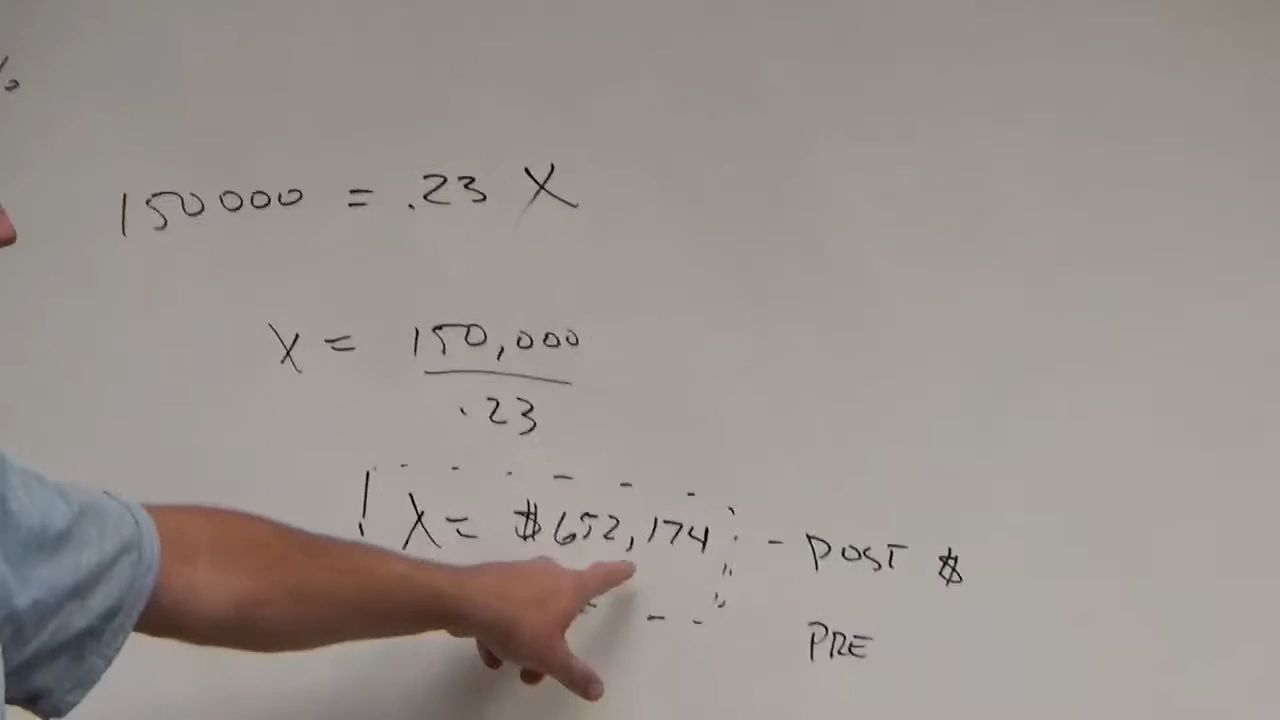 %
150000 = .23 X
X = 150,000
.23
X = $652,174 - POST $
PRE